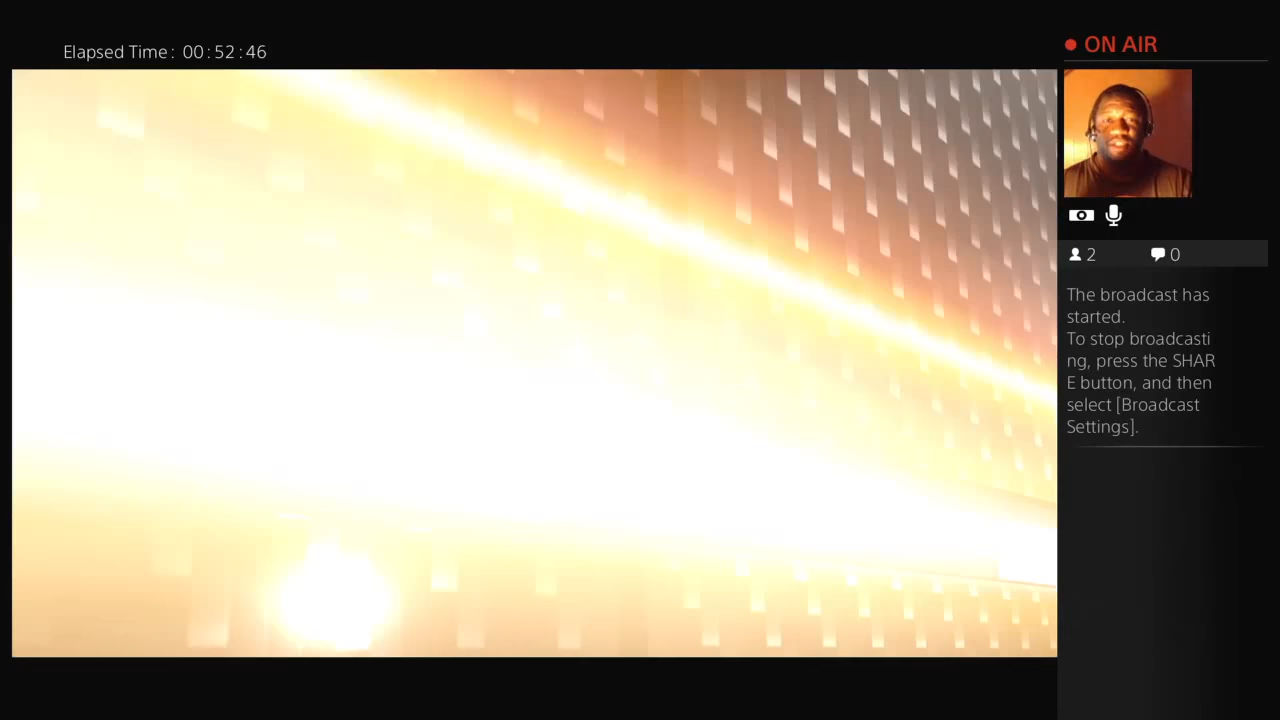 Elapsed Time: 00:52:46
ON AIR
2
0
The broadcast has
started.
To stop broadcasti
ng, press the SHAR
E button, and then
select [Broadcast
Settings].